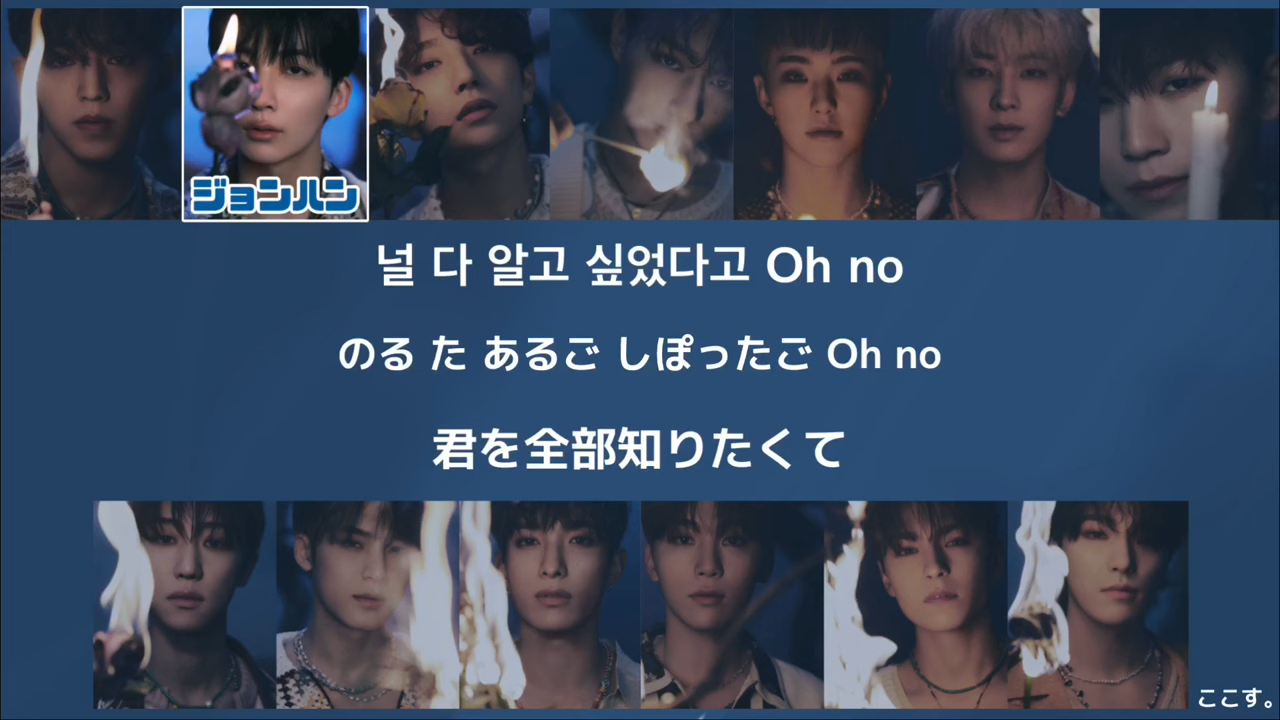 ジョンハン
널 다 알고 싶었다고 Oh no
のる た あるご しぽったご Oh no
君を全部知りたくて
ここす。